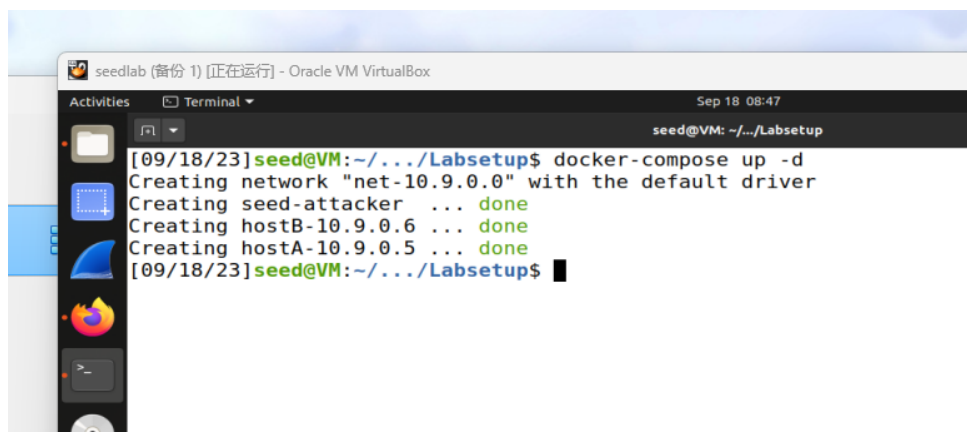 seedlab (备份 1) [正在运行] - Oracle VM VirtualBox
Activities Terminal Sep 18 08:47
seed@VM: ~/.../Labsetup
[09/18/23]seed@VM:~/.../Labsetup$ docker-compose up -d
Creating network "net-10.9.0.0" with the default driver
Creating seed-attacker  ... done
Creating hostB-10.9.0.6 ... done
Creating hostA-10.9.0.5 ... done
[09/18/23]seed@VM:~/.../Labsetup$